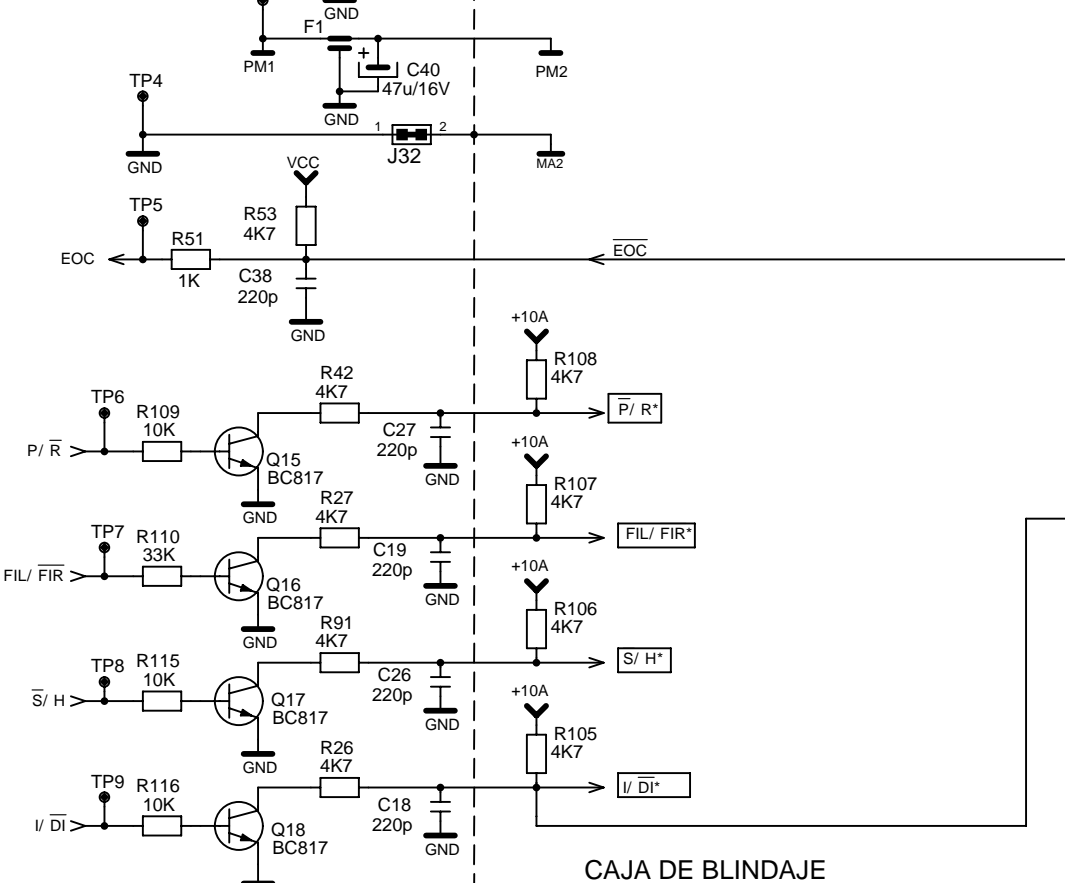 GND
F1
+
PM1
C40
47u/16V
PM2
GND
TP4
1
2
J32
GND
MA2
VCC
TP5
R53
4K7
R51
1K
EOC
C38
220p
GND
E̅O̅C̅
+10A
R108
4K7
R42
4K7
TP6
R109
10K
P/ R̅
Q15
BC817
GND
C27
220p
GND
P̅/ R*
+10A
R107
4K7
R27
4K7
TP7
R110
33K
FIL/ F̅I̅R̅
Q16
BC817
GND
C19
220p
GND
FIL/ FIR*
+10A
R106
4K7
R91
4K7
TP8
R115
10K
S̅/ H
Q17
BC817
GND
C26
220p
GND
S/ H*
+10A
R105
4K7
R26
4K7
TP9
R116
10K
I/ D̅I̅
Q18
BC817
C18
220p
GND
I/ D̅I̅*
CAJA DE BLINDAJE